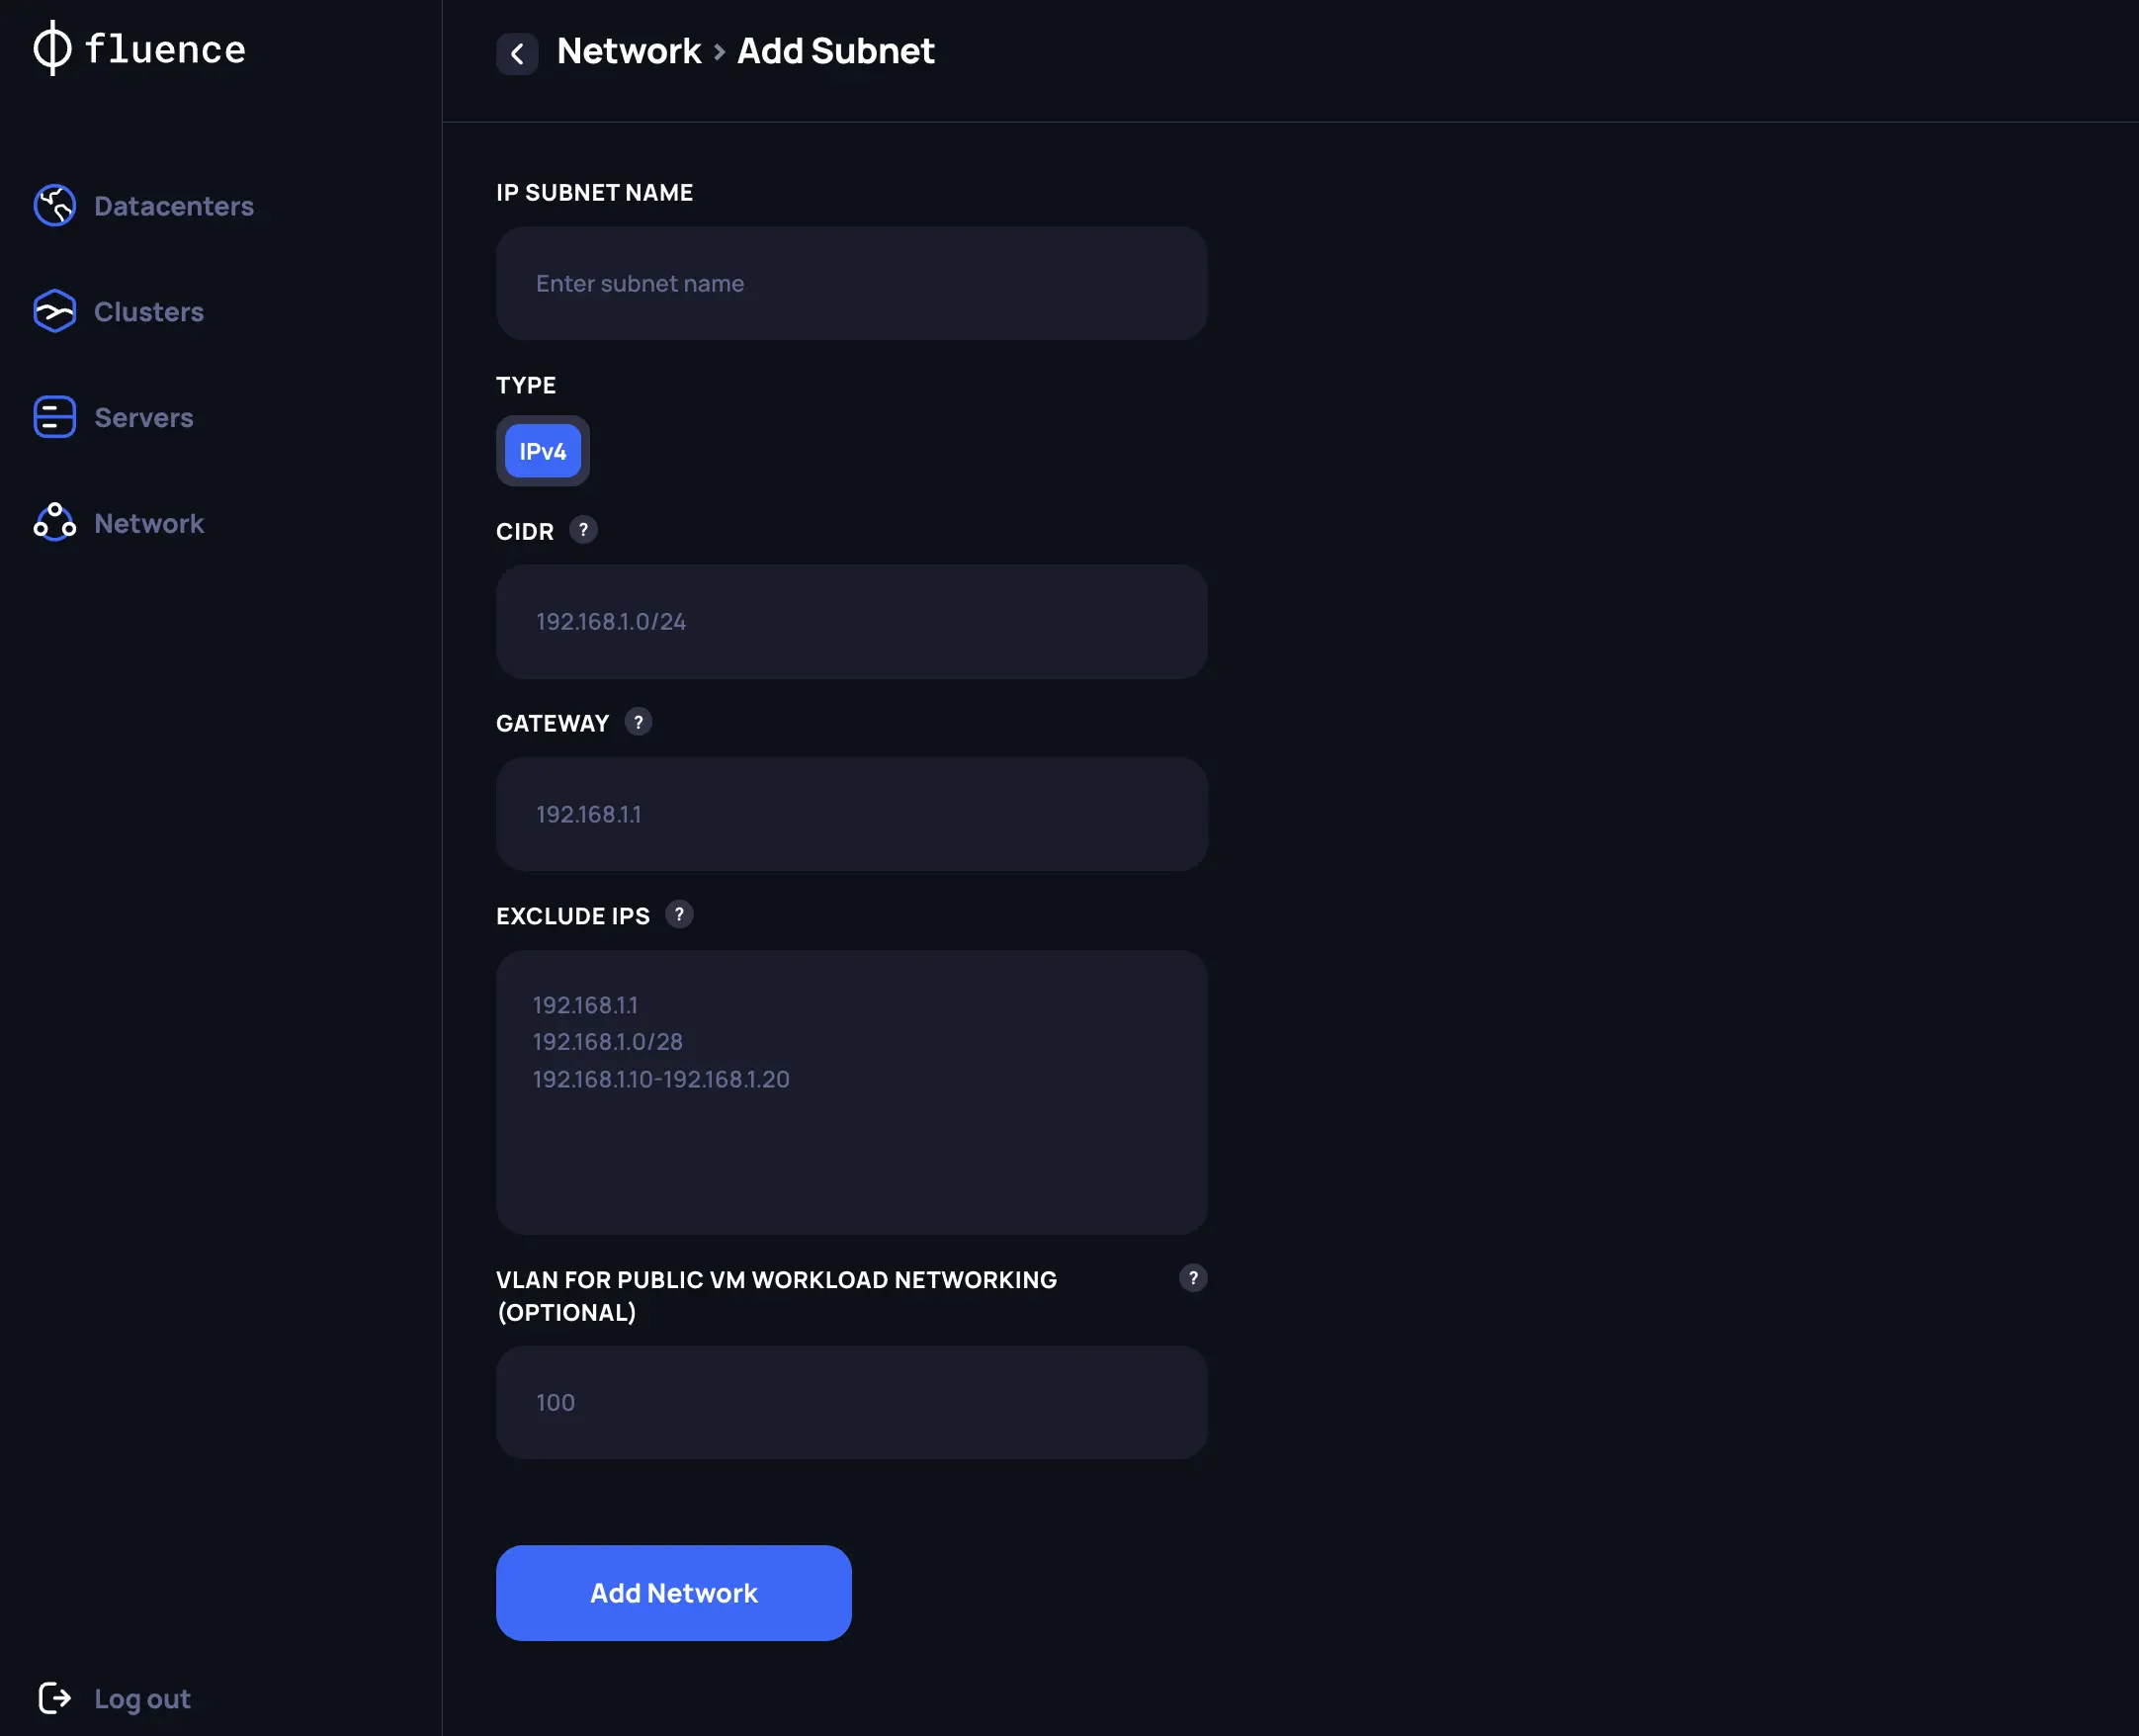 fluence
Datacenters
Clusters
Servers
Network
Log out
Network > Add Subnet
IP SUBNET NAME
Enter subnet name
TYPE
IPv4
CIDR ?
192.168.1.0/24
GATEWAY ?
192.168.1.1
EXCLUDE IPS ?
192.168.1.1
192.168.1.0/28
192.168.1.10-192.168.1.20
VLAN FOR PUBLIC VM WORKLOAD NETWORKING ?
(OPTIONAL)
100
Add Network